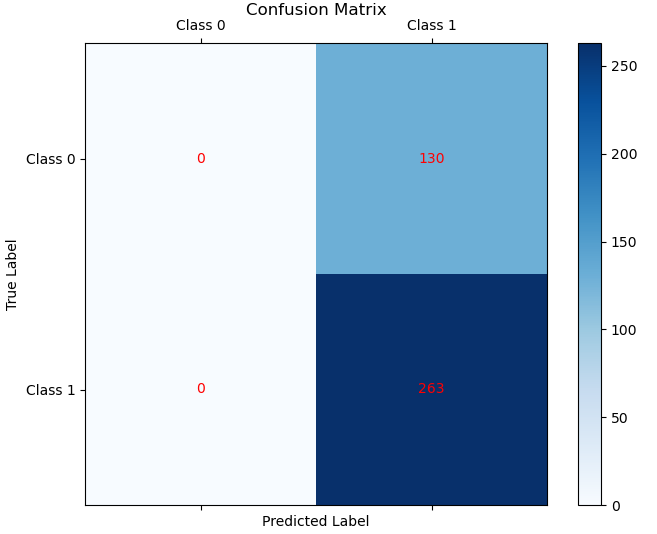 Confusion Matrix
Class 0 Class 1
Class 0 0 130
Class 1 0 263
True Label
Predicted Label
250
200
150
100
50
0